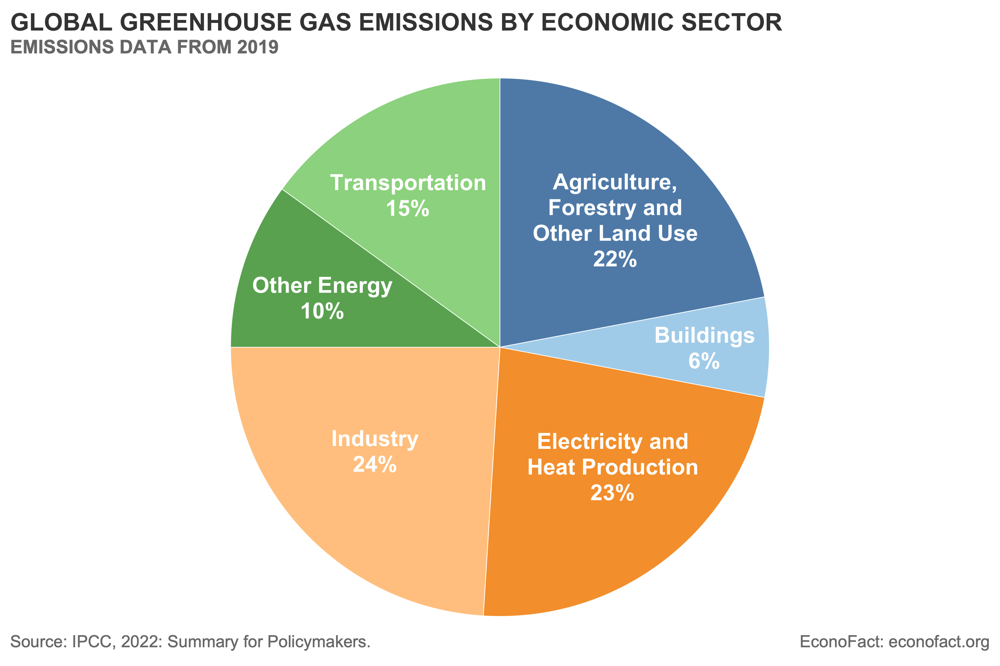 GLOBAL GREENHOUSE GAS EMISSIONS BY ECONOMIC SECTOR
EMISSIONS DATA FROM 2019
Transportation
15%
Agriculture,
Forestry and
Other Land Use
22%
Other Energy
10%
Buildings
6%
Industry
24%
Electricity and
Heat Production
23%
Source: IPCC, 2022: Summary for Policymakers.
EconoFact: econofact.org